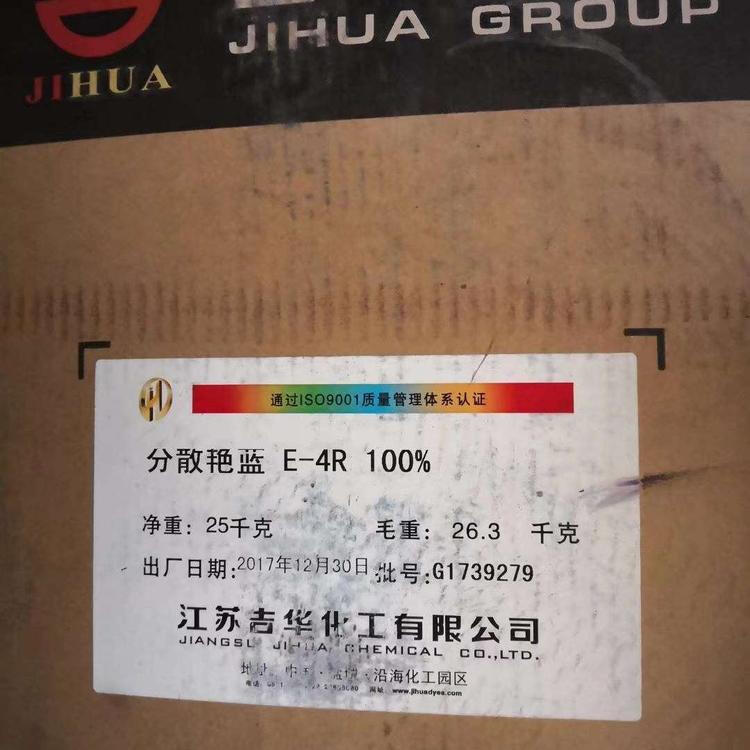 JIHUA GROUP
JIHUA
通过ISO9001质量管理体系认证
分散艳蓝 E-4R 100%
净重: 25千克 毛重: 26.3 千克
出厂日期:2017年12月30日 批号:G1739279
江苏吉华化工有限公司
JIANGSU JIHUA CHEMICAL CO.,LTD.
地址 沿海化工园区
www.jihuadyes.com